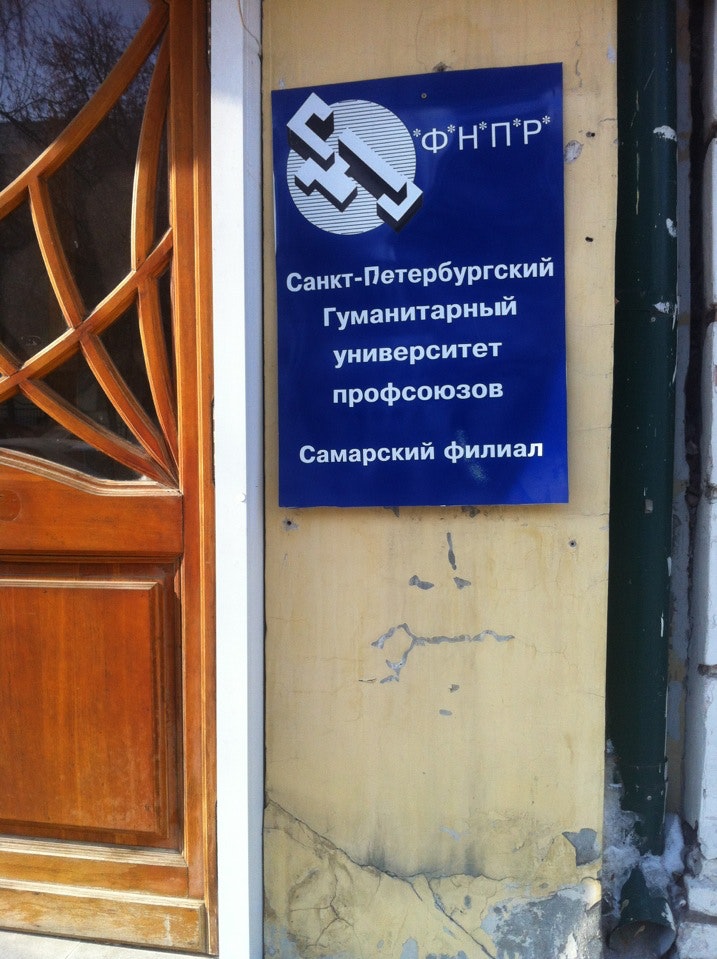 *Ф*Н*П*Р*
Санкт-Петербургский
Гуманитарный
университет
профсоюзов
Самарский филиал